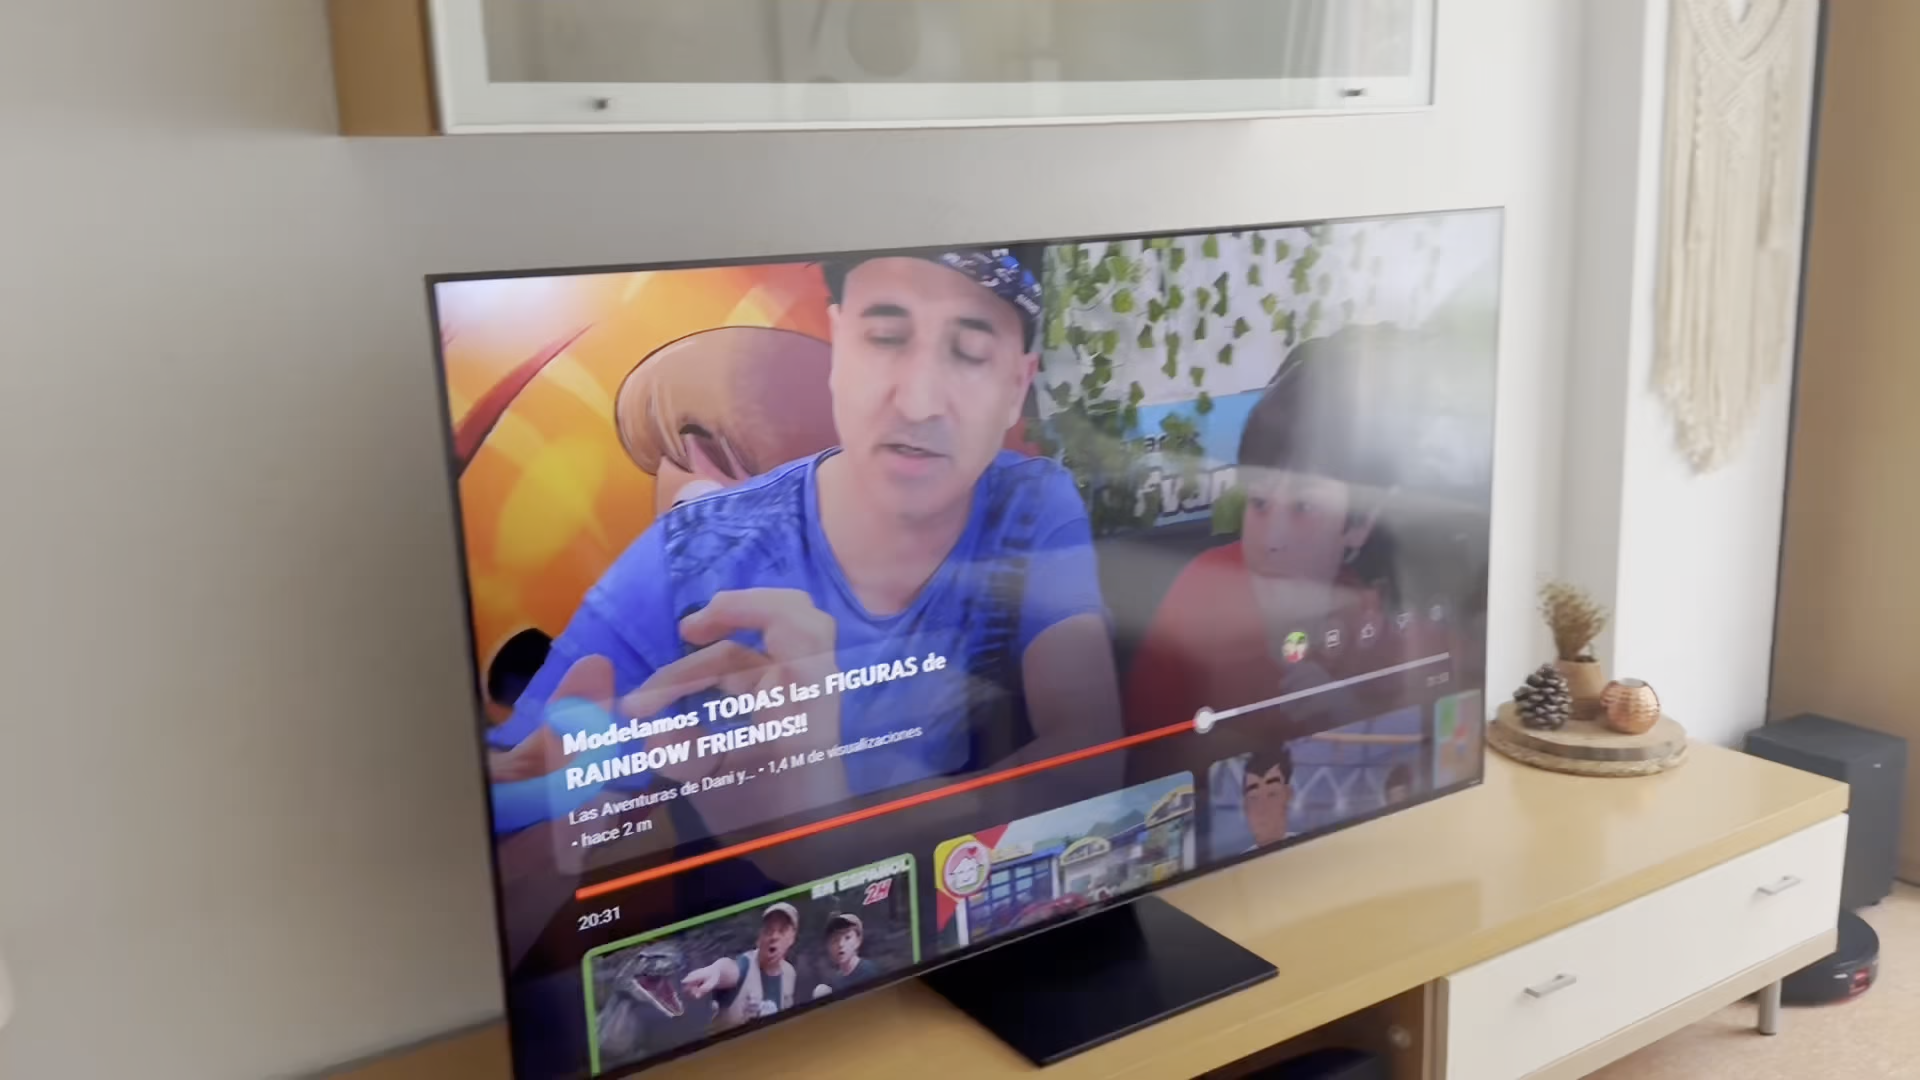 Modelamos TODAS las FIGURAS de
RAINBOW FRIENDS!!
Las Aventuras de Dani y... • 1,4 M de visualizaciones
• hace 2 m
20:31
EN ESPAÑOL
2H